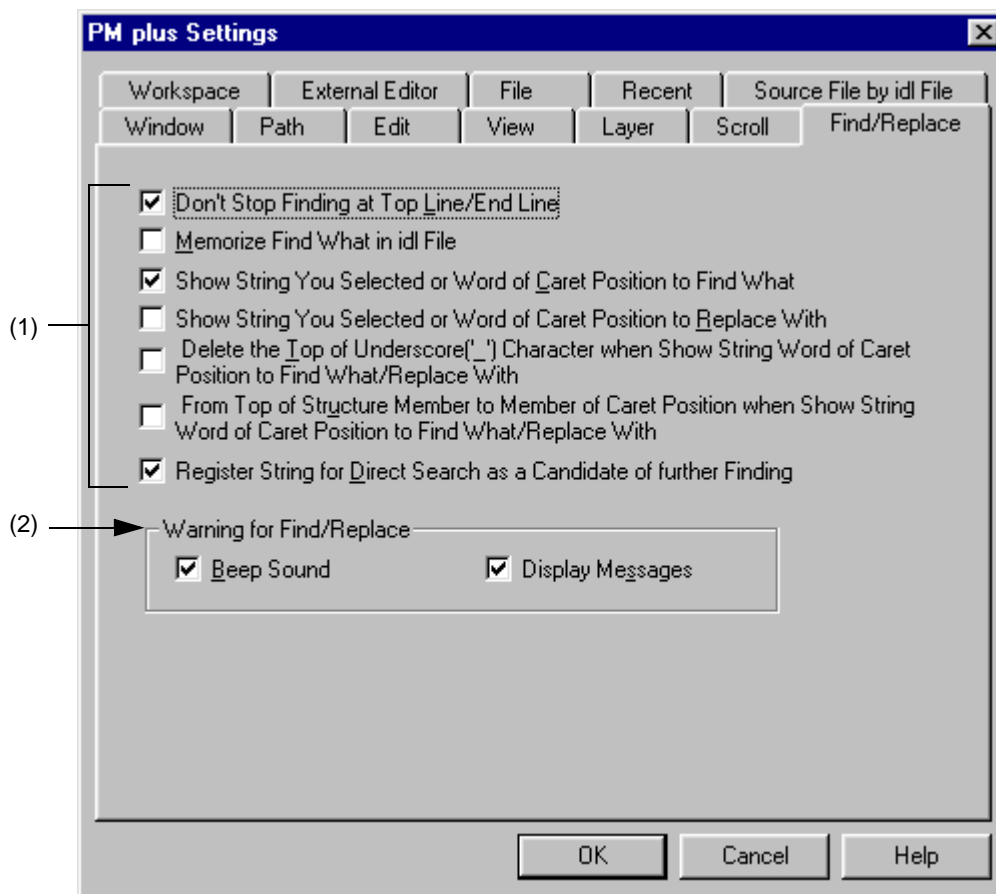 PM plus Settings
Workspace External Editor File Recent Source File by idl File
Window Path Edit View Layer Scroll Find/Replace
Don't Stop Finding at Top Line/End Line
Memorize Find What in idl File
Show String You Selected or Word of Caret Position to Find What
(1)
Show String You Selected or Word of Caret Position to Replace With
Delete the Top of Underscore('_') Character when Show String Word of Caret
Position to Find What/Replace With
From Top of Structure Member to Member of Caret Position when Show String
Word of Caret Position to Find What/Replace With
Register String for Direct Search as a Candidate of further Finding
(2)
Warning for Find/Replace
Beep Sound Display Messages
OK Cancel Help